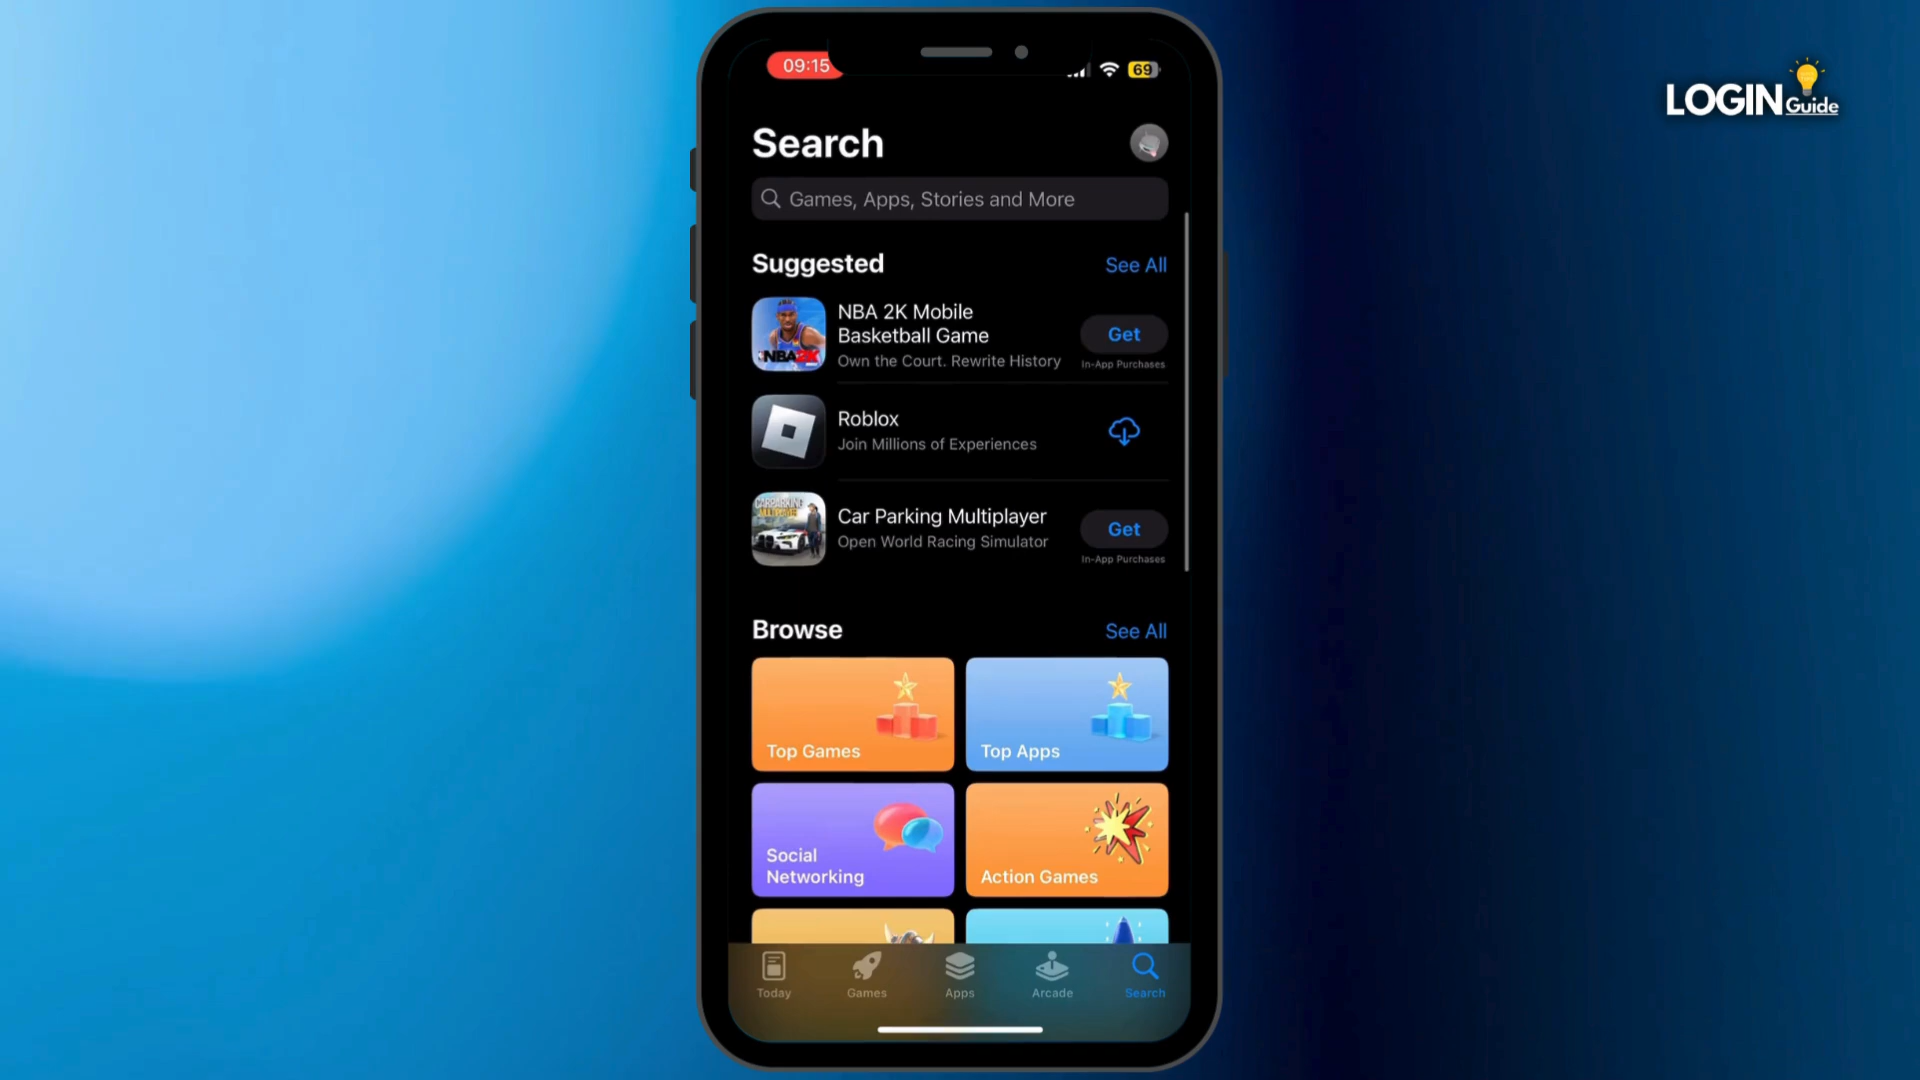 09:15
69
LOGIN Guide
Search
Games, Apps, Stories and More
Suggested
See All
NBA 2K Mobile
Basketball Game
Own the Court. Rewrite History
Get
In-App Purchases
NBA2K
Roblox
Join Millions of Experiences
CARPARKING
Car Parking Multiplayer
Open World Racing Simulator
Get
In-App Purchases
Browse
See All
Top Games
Top Apps
Social
Networking
Action Games
Today
Games
Apps
Arcade
Search